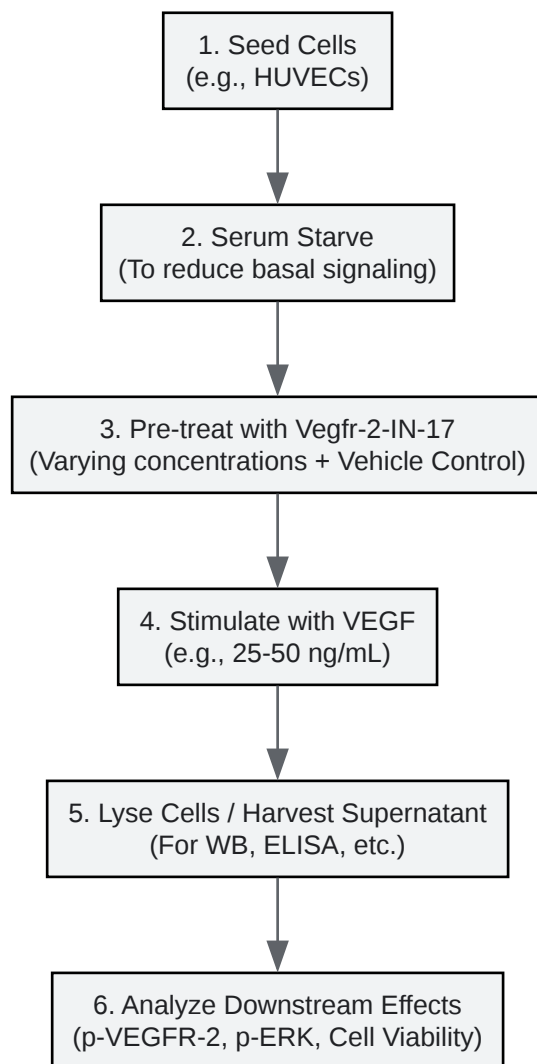 1. Seed Cells
(e.g., HUVECs)
2. Serum Starve
(To reduce basal signaling)
3. Pre-treat with Vegfr-2-IN-17
(Varying concentrations + Vehicle Control)
4. Stimulate with VEGF
(e.g., 25-50 ng/mL)
5. Lyse Cells / Harvest Supernatant
(For WB, ELISA, etc.)
6. Analyze Downstream Effects
(p-VEGFR-2, p-ERK, Cell Viability)